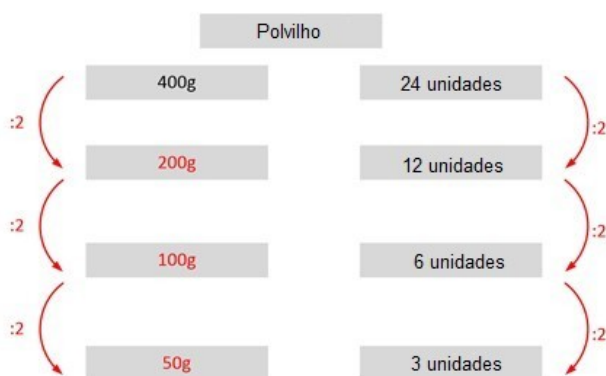 Polvilho
400g 24 unidades
:2 :2
200g 12 unidades
:2 :2
100g 6 unidades
:2 :2
50g 3 unidades